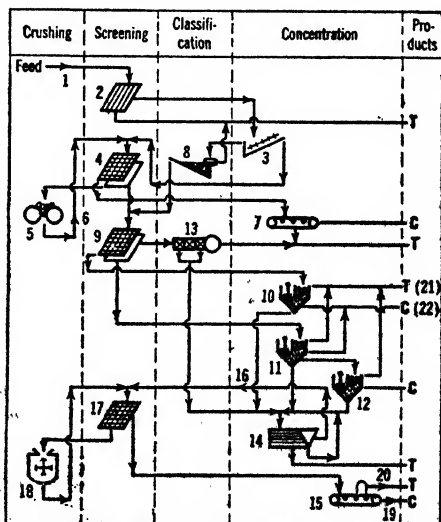 Crushing Screening Classifi- cation Concentration Pro- ducts
Feed
1
2
T
3
8
4
5
6
7
C
T
13
9
10
T (21)
C (22)
11
12
C
16
17
14
T
18
15
20
T
C
19